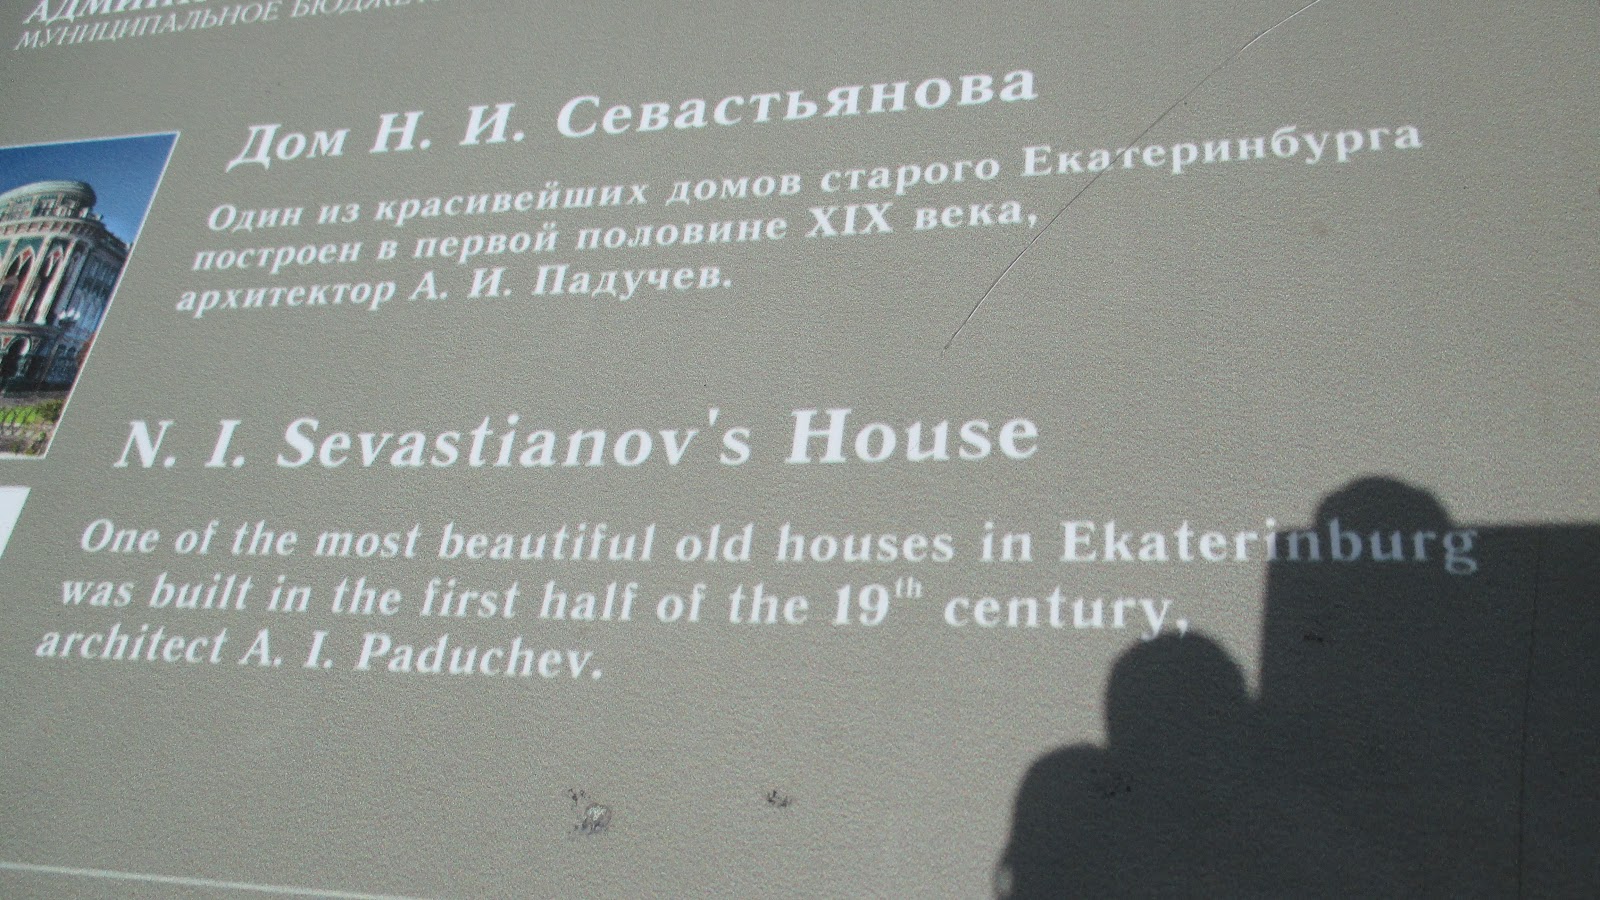 МУНИЦИПАЛЬНОЕ
Дом Н. И. Севастьянова
Один из красивейших домов старого Екатеринбурга
построен в первой половине XIX века,
архитектор А. И. Падучев.
N. I. Sevastianov's House
One of the most beautiful old houses in Ekaterinburg
was built in the first half of the 19th century,
architect A. I. Paduchev.